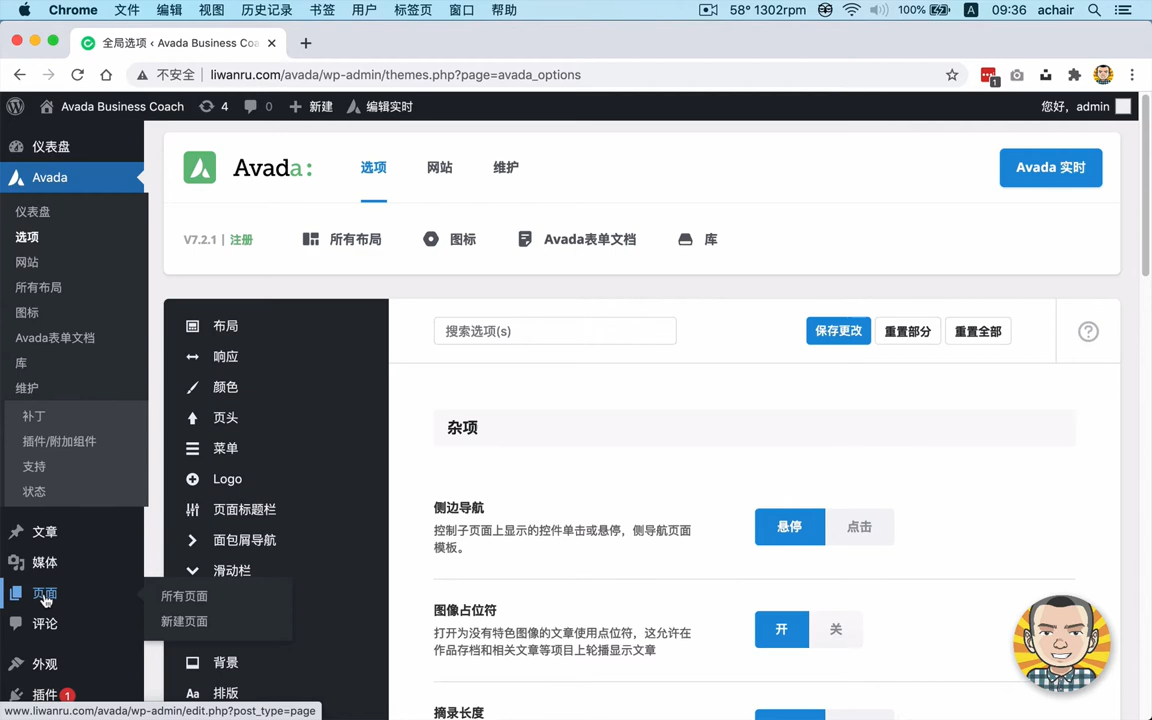 Chrome 文件 编辑 视图 历史记录 书签 用户 标签页 窗口 帮助 58° 1302rpm 100% A 09:36 achair
全局选项 ‹ Avada Business Coa
不安全 liwanru.com/avada/wp-admin/themes.php?page=avada_options 1
Avada Business Coach 4 0 新建 编辑实时 您好，admin
仪表盘
Avada
仪表盘
选项
网站
所有布局
图标
Avada表单文档
库
维护
补丁
插件/附加组件
支持
状态
文章
媒体
页面
所有页面
新建页面
评论
外观
插件 1
Avada: 选项 网站 维护 Avada 实时
V7.2.1 | 注册 所有布局 图标 Avada表单文档 库
布局
响应
颜色
页头
菜单
Logo
页面标题栏
面包屑导航
滑动栏
背景
Aa 排版
搜索选项(s) 保存更改 重置部分 重置全部 ?
杂项
侧边导航
控制子页面上显示的控件单击或悬停，侧导航页面
模板。
悬停 点击
图像占位符
打开为没有特色图像的文章使用点位符，这允许在
作品存档和相关文章等项目上轮播显示文章
开 关
摘录长度
www.liwanru.com/avada/wp-admin/edit.php?post_type=page